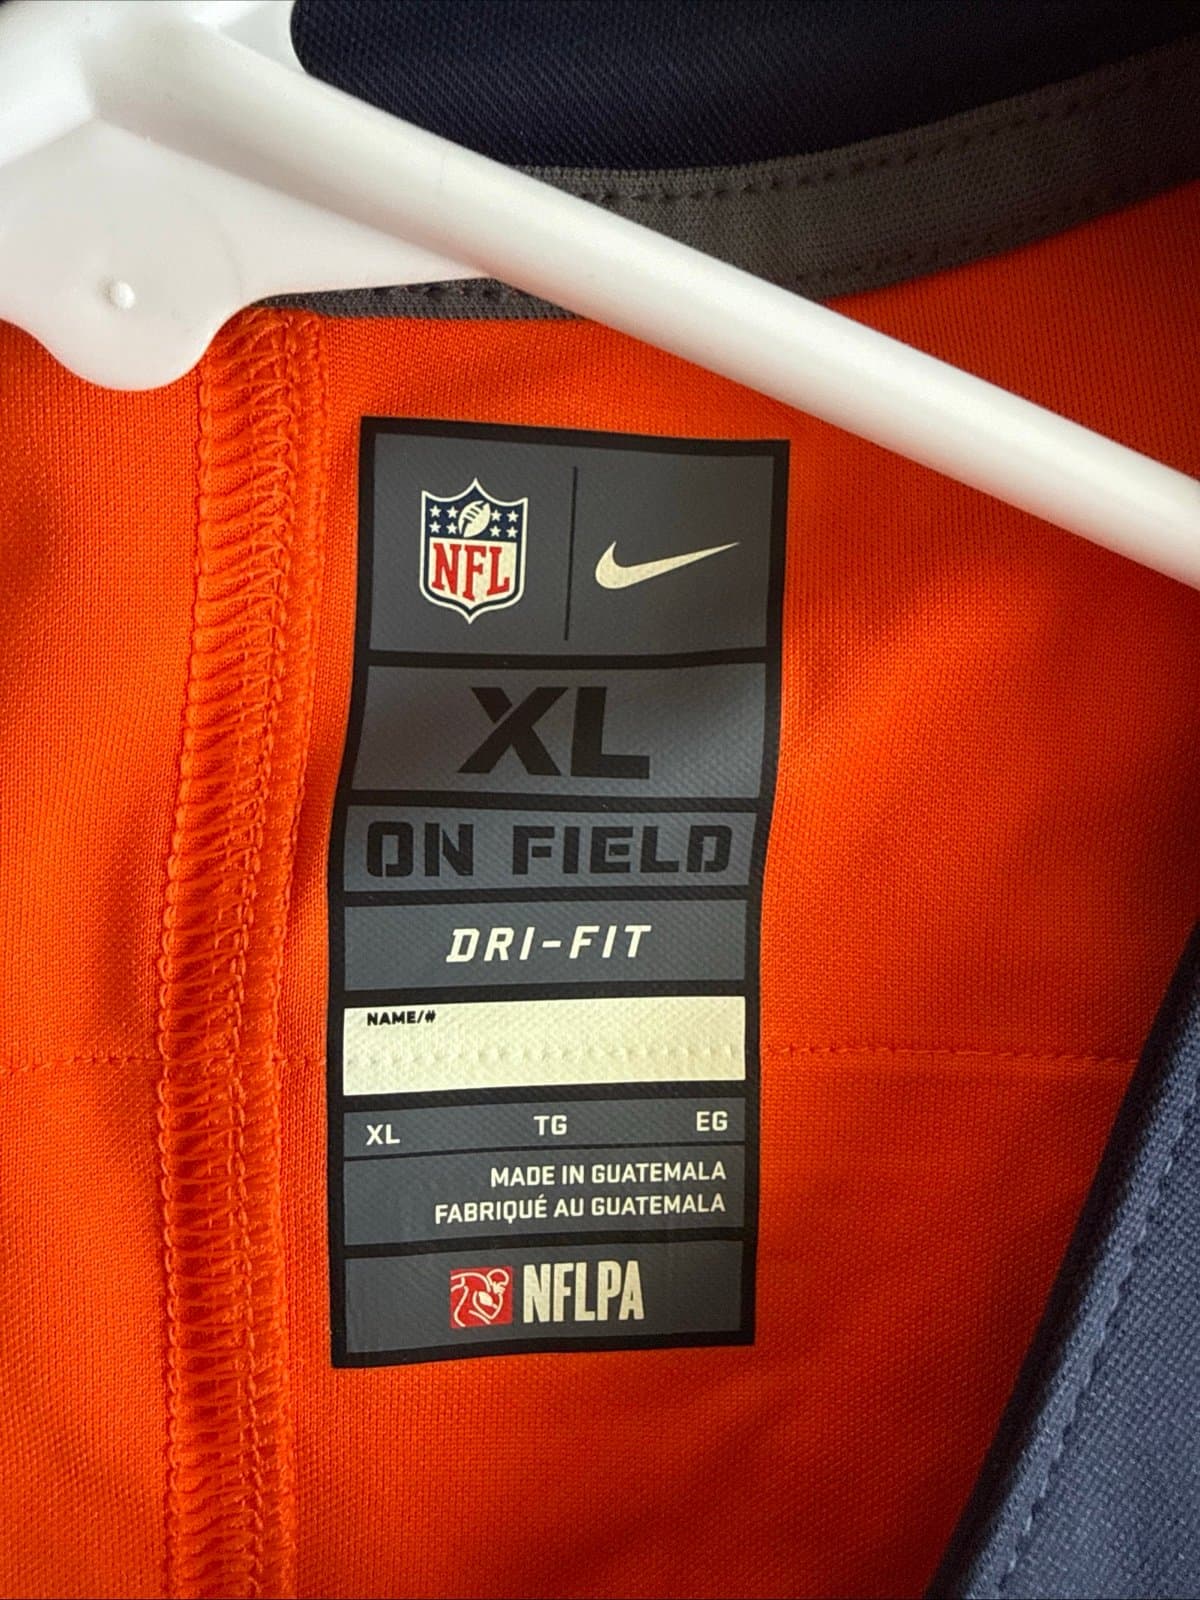 NFL
XL
ON FIELD
DRI-FIT
NAME/#
XL TG EG
MADE IN GUATEMALA
FABRIQUÉ AU GUATEMALA
NFLPA